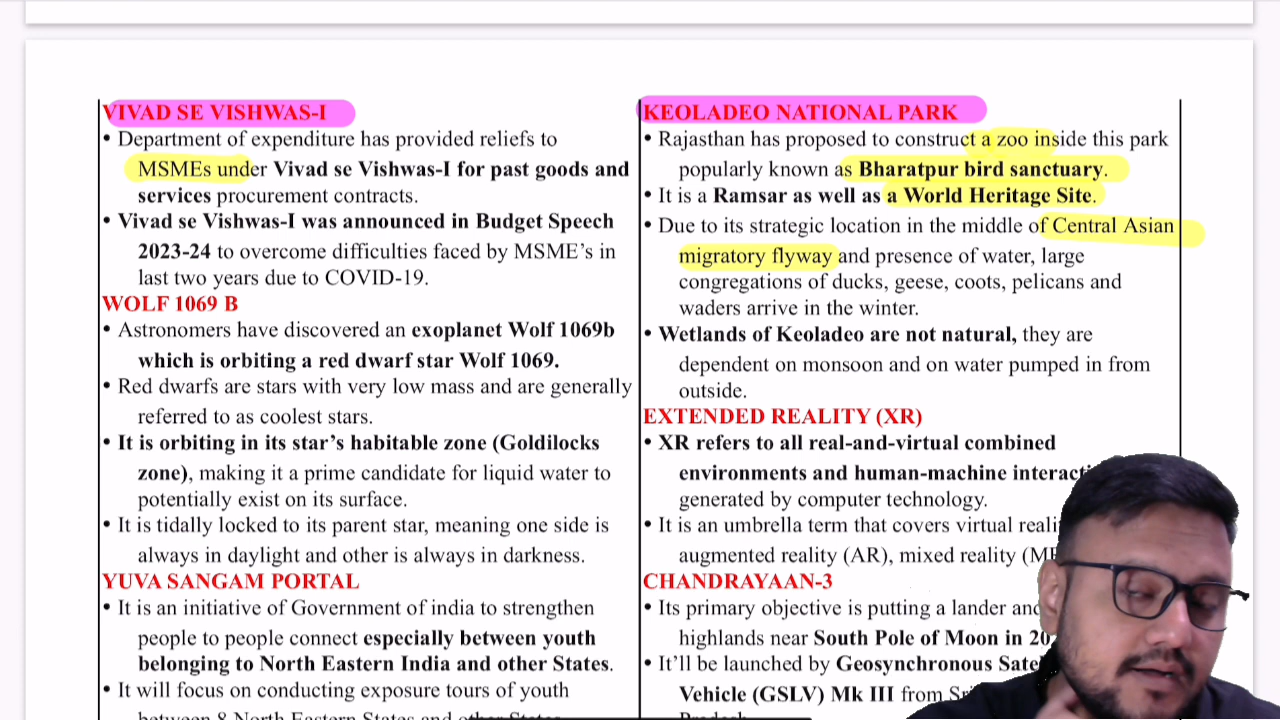 VIVAD SE VISHWAS-I
• Department of expenditure has provided reliefs to
MSMEs under Vivad se Vishwas-I for past goods and
services procurement contracts.
• Vivad se Vishwas-I was announced in Budget Speech
2023-24 to overcome difficulties faced by MSME’s in
last two years due to COVID-19.
WOLF 1069 B
• Astronomers have discovered an exoplanet Wolf 1069b
which is orbiting a red dwarf star Wolf 1069.
• Red dwarfs are stars with very low mass and are generally
referred to as coolest stars.
• It is orbiting in its star’s habitable zone (Goldilocks
zone), making it a prime candidate for liquid water to
potentially exist on its surface.
• It is tidally locked to its parent star, meaning one side is
always in daylight and other is always in darkness.
YUVA SANGAM PORTAL
• It is an initiative of Government of india to strengthen
people to people connect especially between youth
belonging to North Eastern India and other States.
• It will focus on conducting exposure tours of youth
between 8 North Eastern States and other States.
KEOLADEO NATIONAL PARK
• Rajasthan has proposed to construct a zoo inside this park
popularly known as Bharatpur bird sanctuary.
• It is a Ramsar as well as a World Heritage Site.
• Due to its strategic location in the middle of Central Asian
migratory flyway and presence of water, large
congregations of ducks, geese, coots, pelicans and
waders arrive in the winter.
• Wetlands of Keoladeo are not natural, they are
dependent on monsoon and on water pumped in from
outside.
EXTENDED REALITY (XR)
• XR refers to all real-and-virtual combined
environments and human-machine
generated by computer technology.
• It is an umbrella term that covers virtual
augmented reality (AR), mixed reality
CHANDRAYAAN-3
• Its primary objective is putting a lander
highlands near South Pole of Moon in
• It’ll be launched by Geosynchronous
Vehicle (GSLV) Mk III from